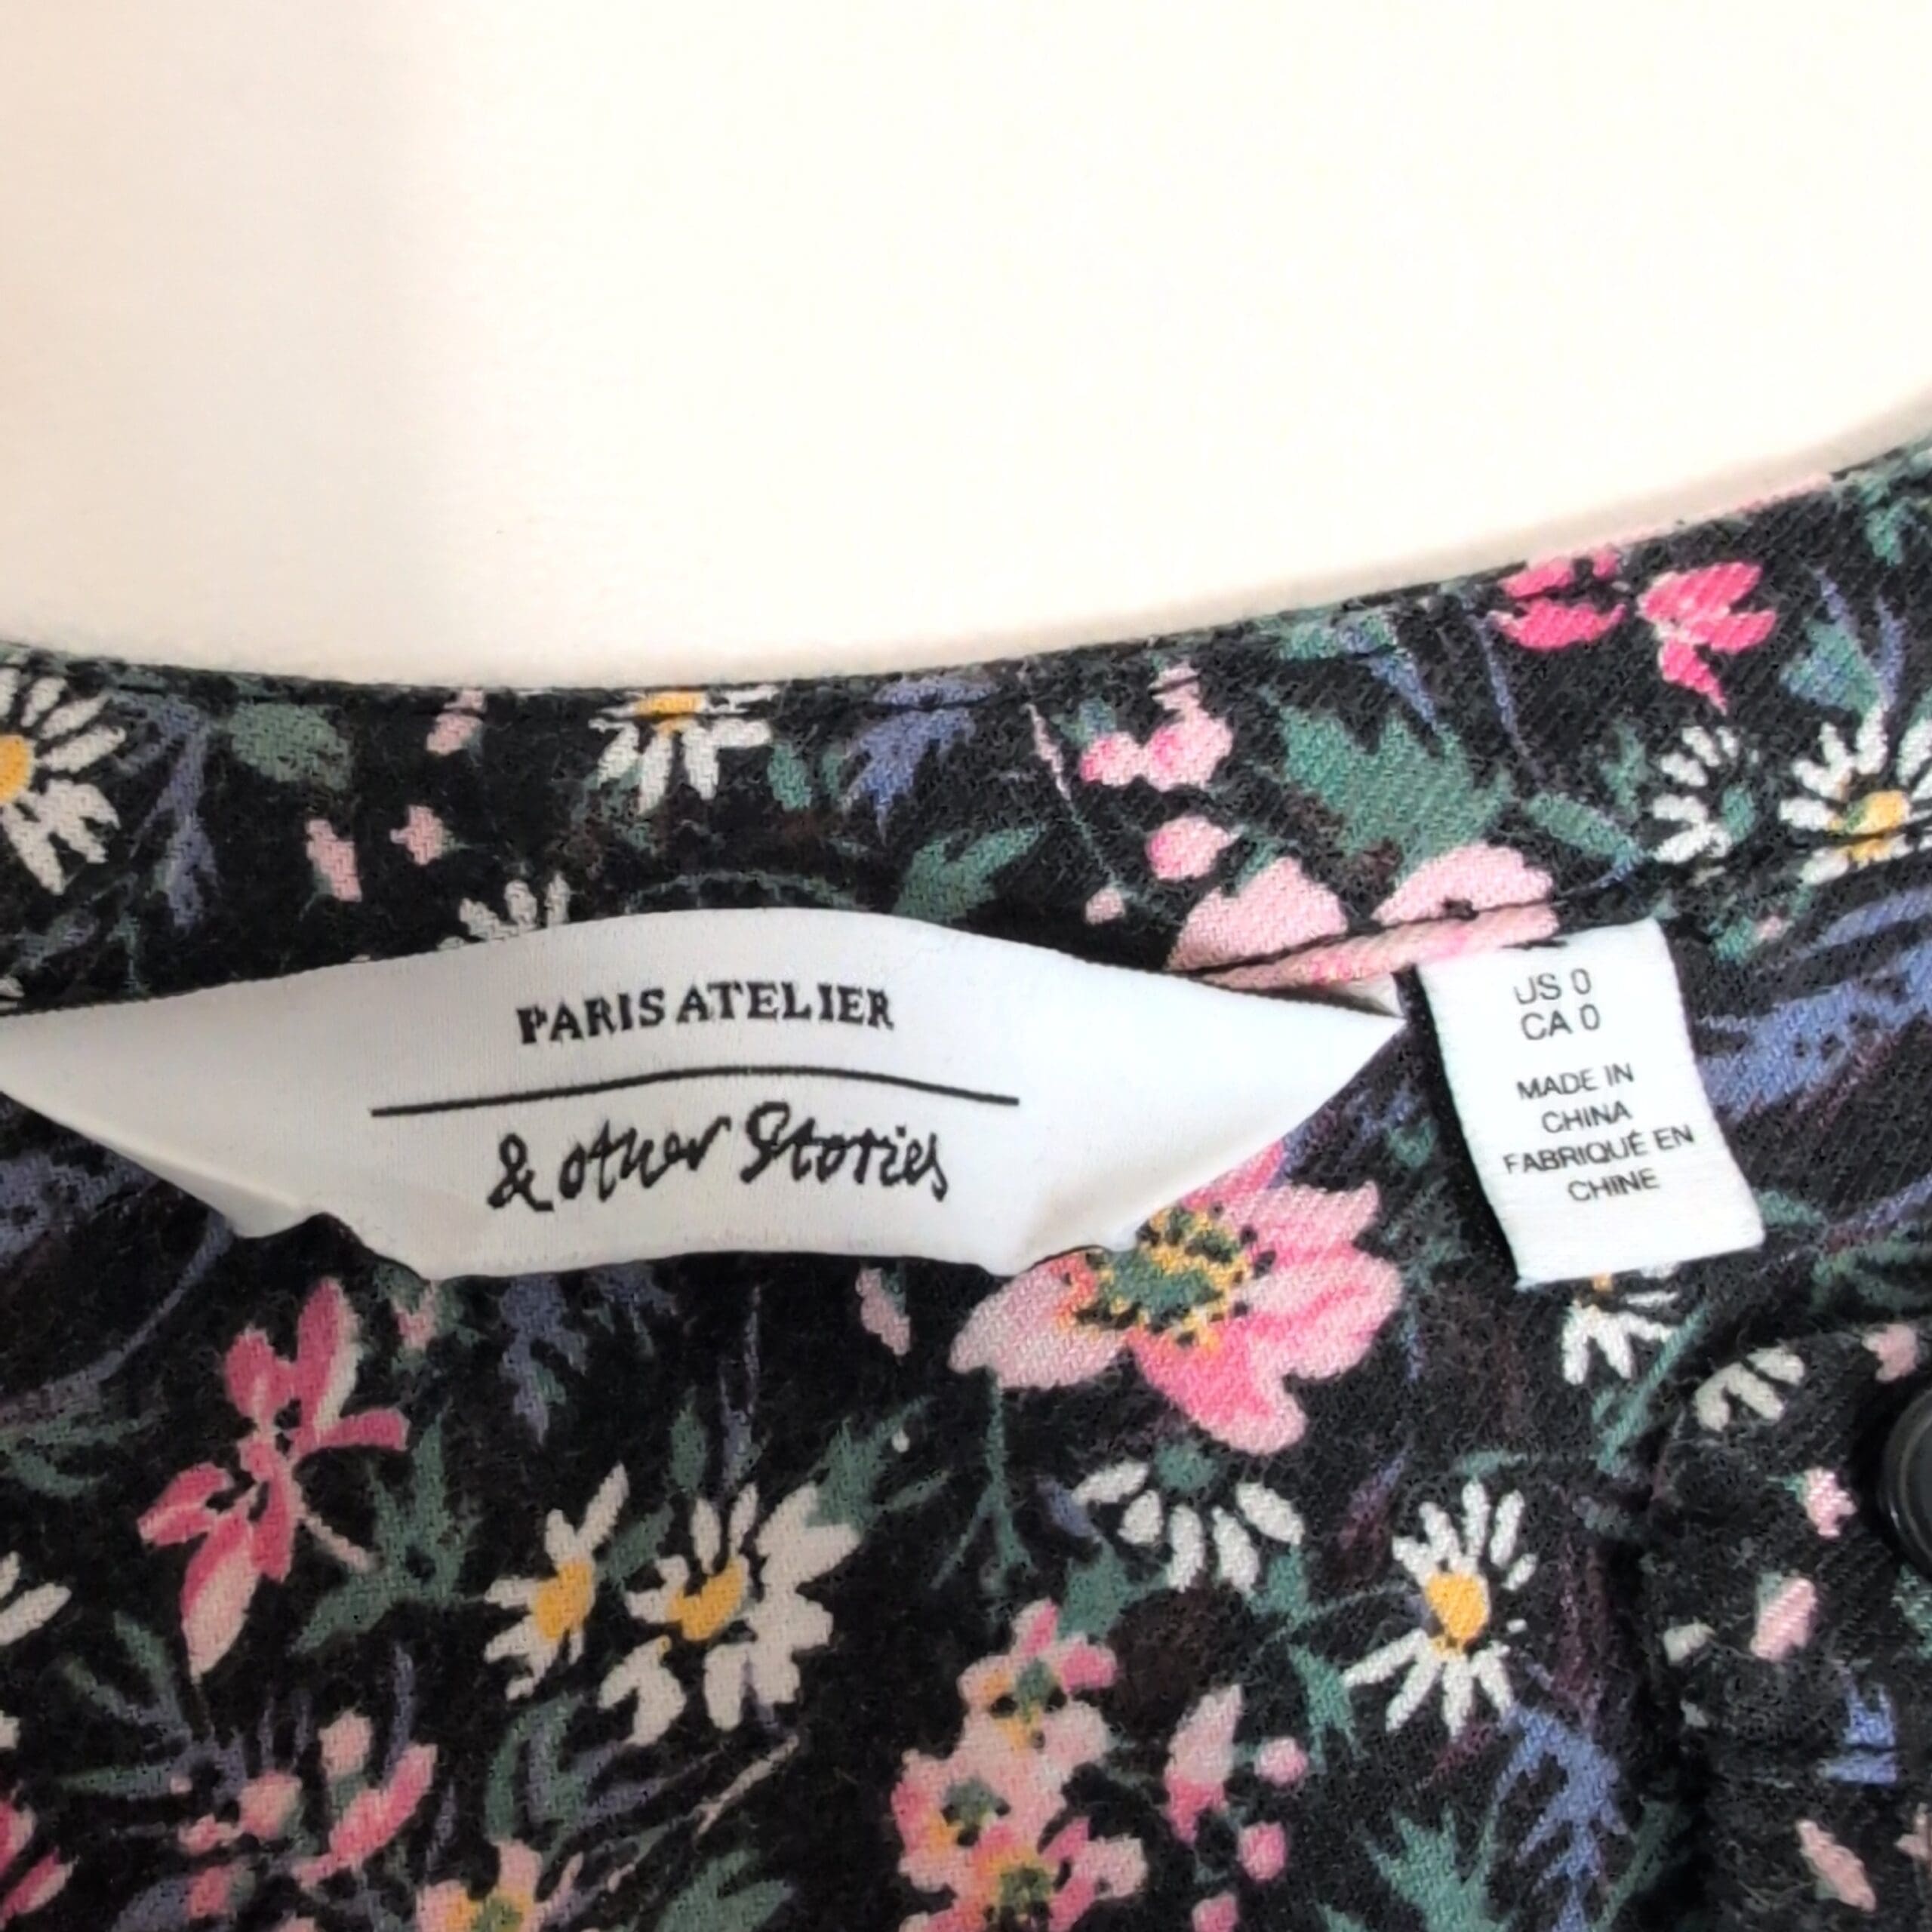 PARIS ATELIER
& other Stories
US 0
CA 0
MADE IN
CHINA
FABRIQUÉ EN
CHINE